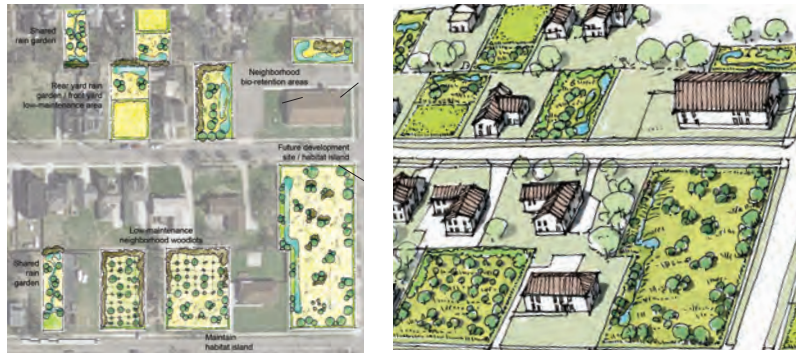 Shared
rain garden
Rear yard rain
garden / front yard
low-maintenance area
Neighborhood
bio-retention areas
Future development
site / habitat island
Low-maintenance
neighborhood woodlots
Shared
rain
garden
Maintain
habitat island